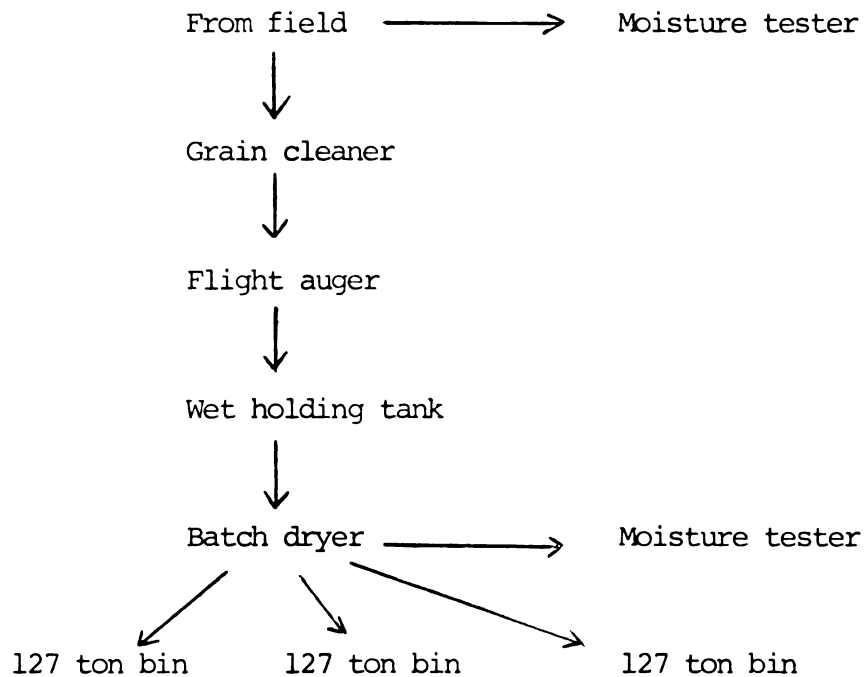 From field Moisture tester
Grain cleaner
Flight auger
Wet holding tank
Batch dryer Moisture tester
127 ton bin 127 ton bin 127 ton bin